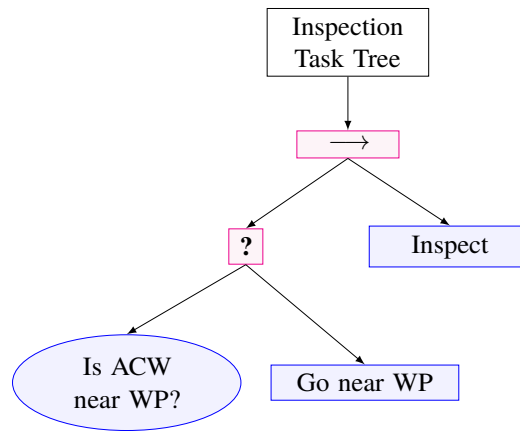 Inspection
Task Tree
→
?
Inspect
Is ACW
near WP?
Go near WP